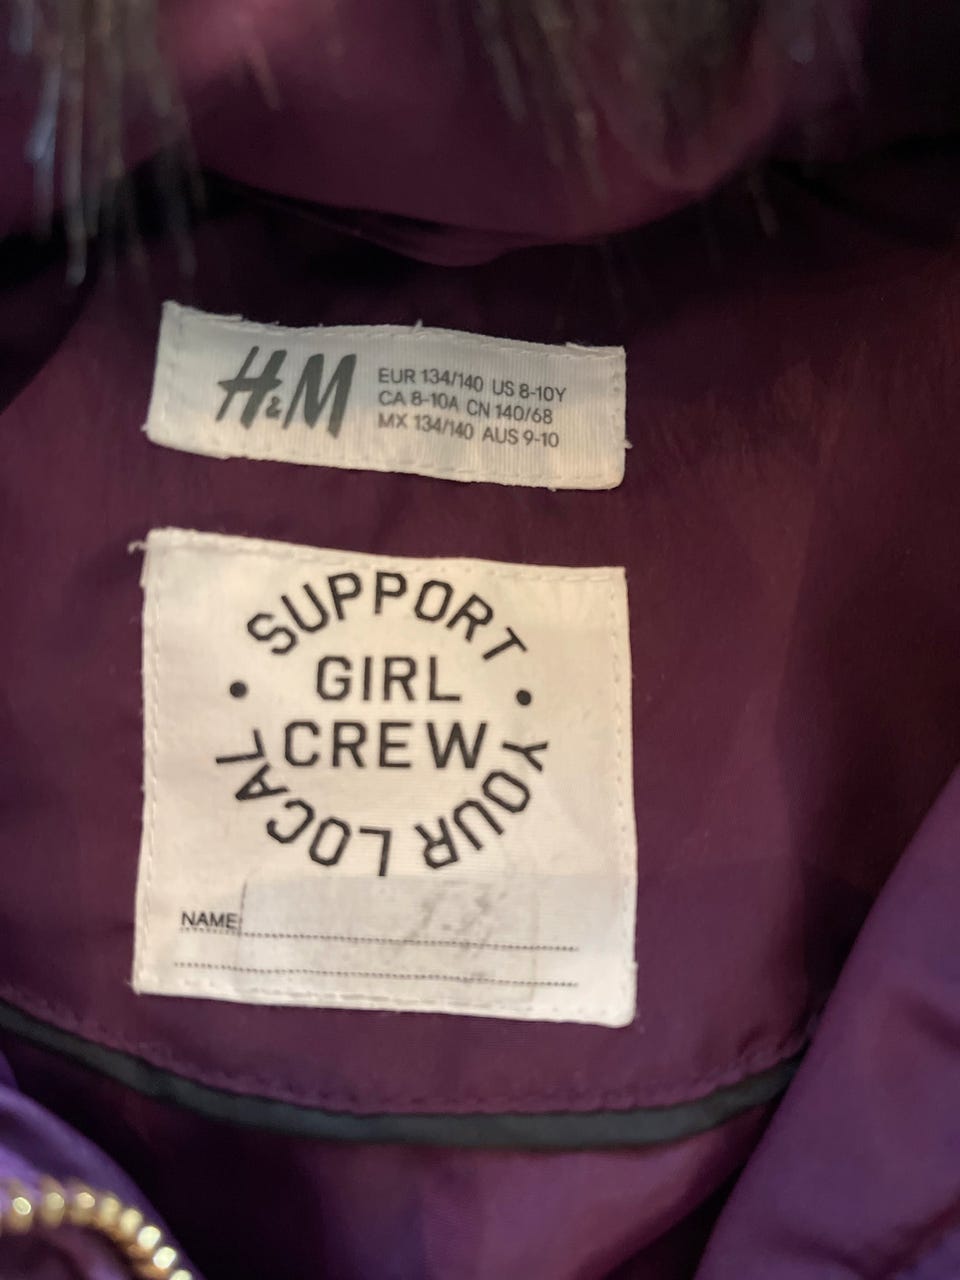 H&M
EUR 134/140 US 8-10Y
CA 8-10A CN 140/68
MX 134/140 AUS 9-10
SUPPORT
GIRL
CREW
YOUR LOCAL
NAME: